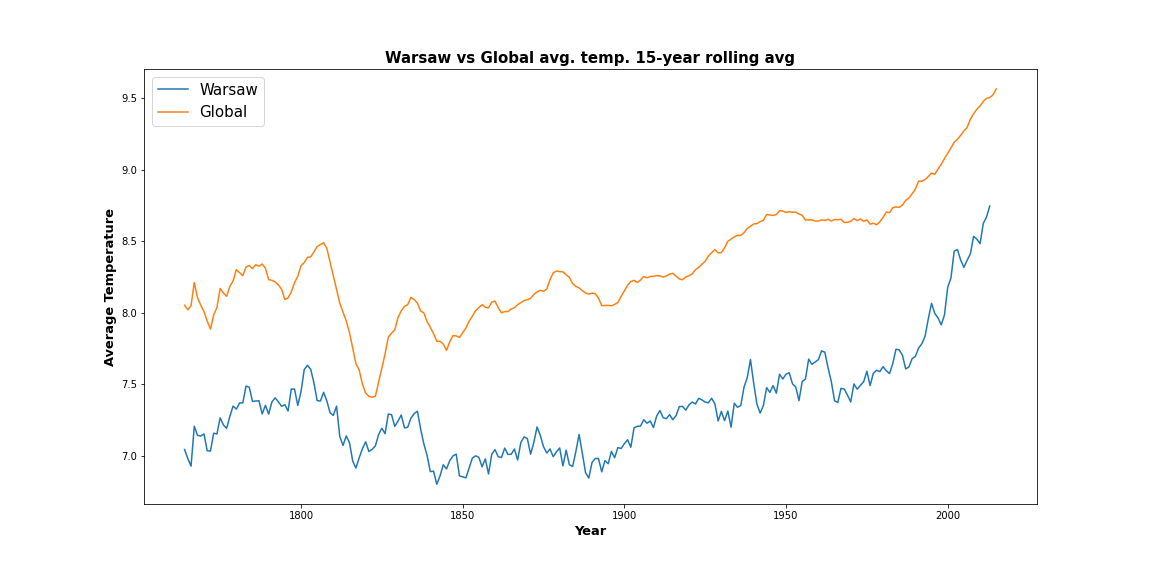 Warsaw vs Global avg. temp. 15-year rolling avg
Warsaw
Global
Average Temperature
9.5
9.0
8.5
8.0
7.5
7.0
1800 1850 1900 1950 2000
Year